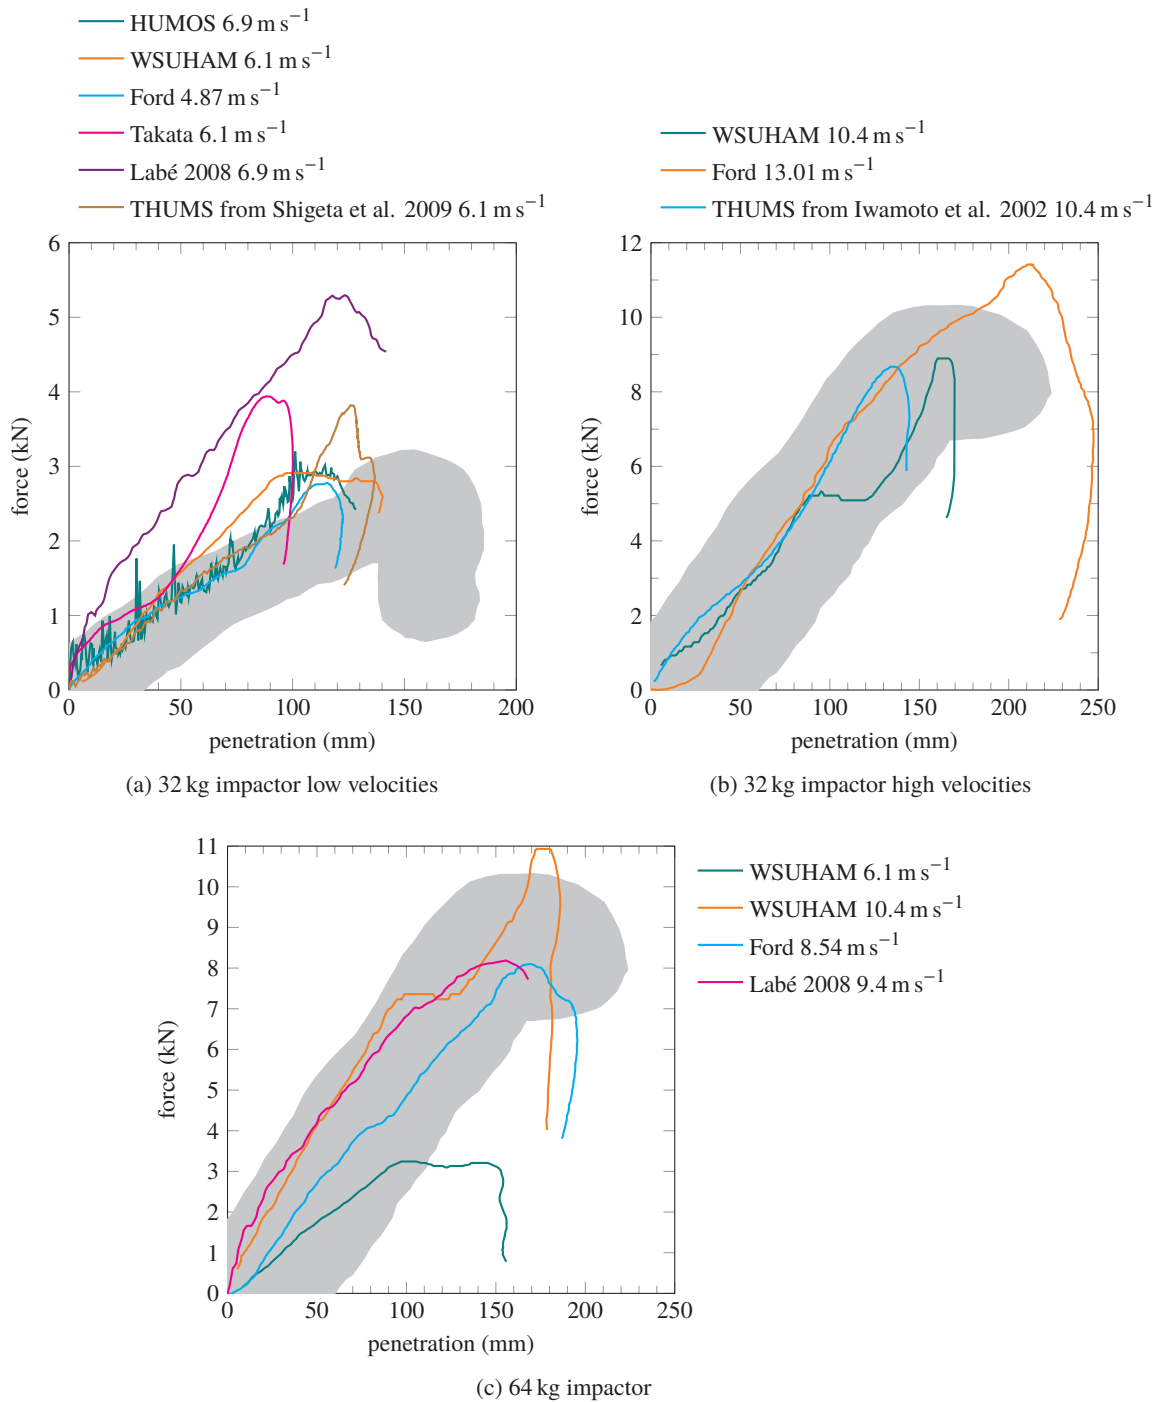 HUMOS 6.9 m s⁻¹
WSUHAM 6.1 m s⁻¹
Ford 4.87 m s⁻¹
Takata 6.1 m s⁻¹
Labé 2008 6.9 m s⁻¹
THUMS from Shigeta et al. 2009 6.1 m s⁻¹
6
5
4
3
2
1
0
force (kN)
0 50 100 150 200
penetration (mm)
(a) 32 kg impactor low velocities
WSUHAM 10.4 m s⁻¹
Ford 13.01 m s⁻¹
THUMS from Iwamoto et al. 2002 10.4 m s⁻¹
12
10
8
6
4
2
0
force (kN)
0 50 100 150 200 250
penetration (mm)
(b) 32 kg impactor high velocities
11
10
9
8
7
6
5
4
3
2
1
0
force (kN)
0 50 100 150 200 250
penetration (mm)
WSUHAM 6.1 m s⁻¹
WSUHAM 10.4 m s⁻¹
Ford 8.54 m s⁻¹
Labé 2008 9.4 m s⁻¹
(c) 64 kg impactor